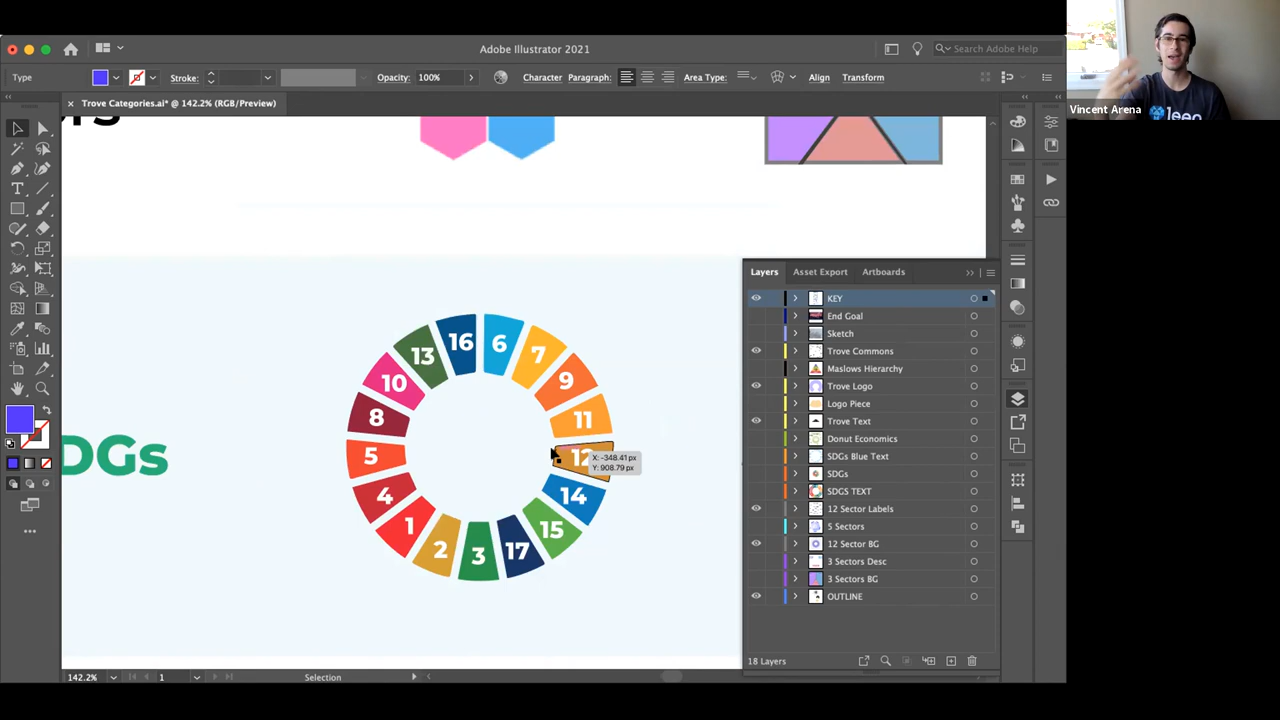 Adobe Illustrator 2021
Search Adobe Help
Type
Stroke:
Opacity: 100%
Character
Paragraph:
Area Type:
Align
Transform
Vincent Arena
Trove Categories.ai* @ 142.2% (RGB/Preview)
Layers
Asset Export
Artboards
KEY
End Goal
Sketch
Trove Commons
Maslows Hierarchy
Trove Logo
Logo Piece
Trove Text
Donut Economics
SDGs Blue Text
SDGs
SDGS TEXT
12 Sector Labels
5 Sectors
12 Sector BG
3 Sectors Desc
3 Sectors BG
OUTLINE
18 Layers
16
6
13
7
10
9
8
11
5
12
X: -348.41 px
Y: 908.79 px
4
14
1
15
2
3
17
DGs
142.2%
1
Selection